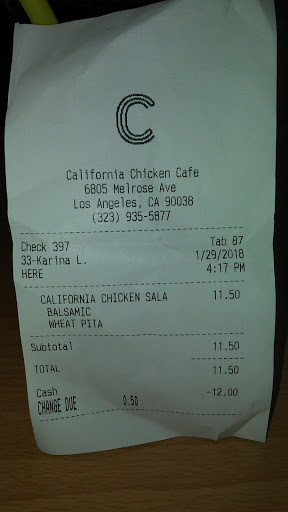 C
California Chicken Cafe
6805 Melrose Ave
Los Angeles, CA 90038
(323) 935-5877
Check 397 Tab 87
33-Karina L. 1/29/2018
HERE 4:17 PM
CALIFORNIA CHICKEN SALA 11.50
BALSAMIC
WHEAT PITA
Subtotal 11.50
TOTAL 11.50
Cash -12.00
CHANGE DUE 0.50